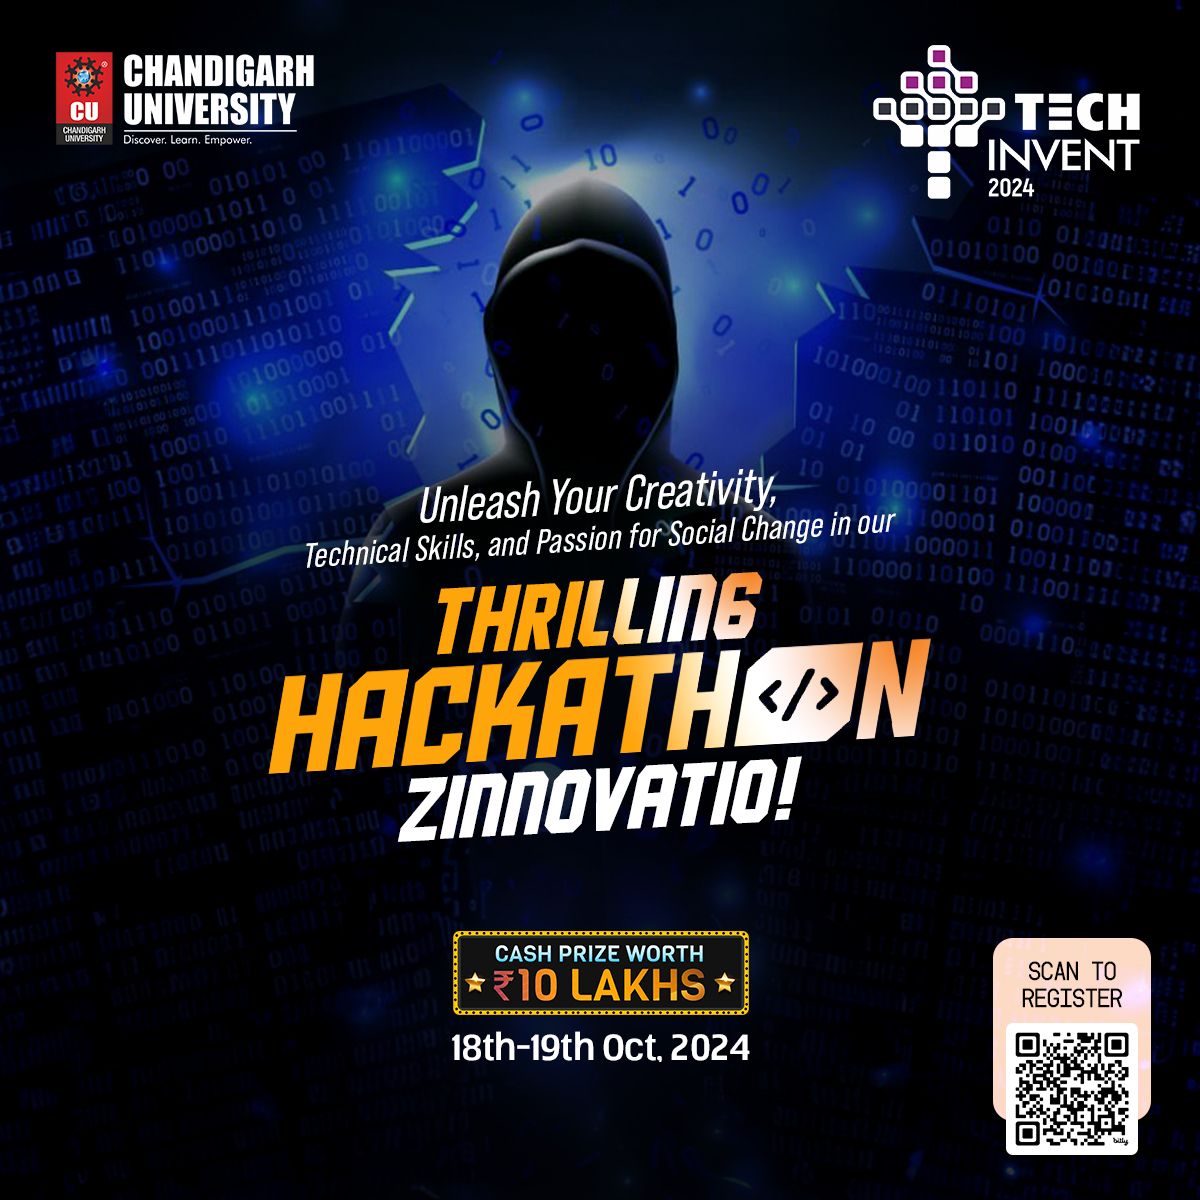 CHANDIGARH
UNIVERSITY
Discover. Learn. Empower.
CU
CHANDIGARH
UNIVERSITY
TECH
INVENT
2024
Unleash Your Creativity,
Technical Skills, and Passion for Social Change in our
THRILLING
HACKATHON
</>
ZINNOVATIO!
CASH PRIZE WORTH
₹10 LAKHS
18th-19th Oct, 2024
SCAN TO
REGISTER
bitly